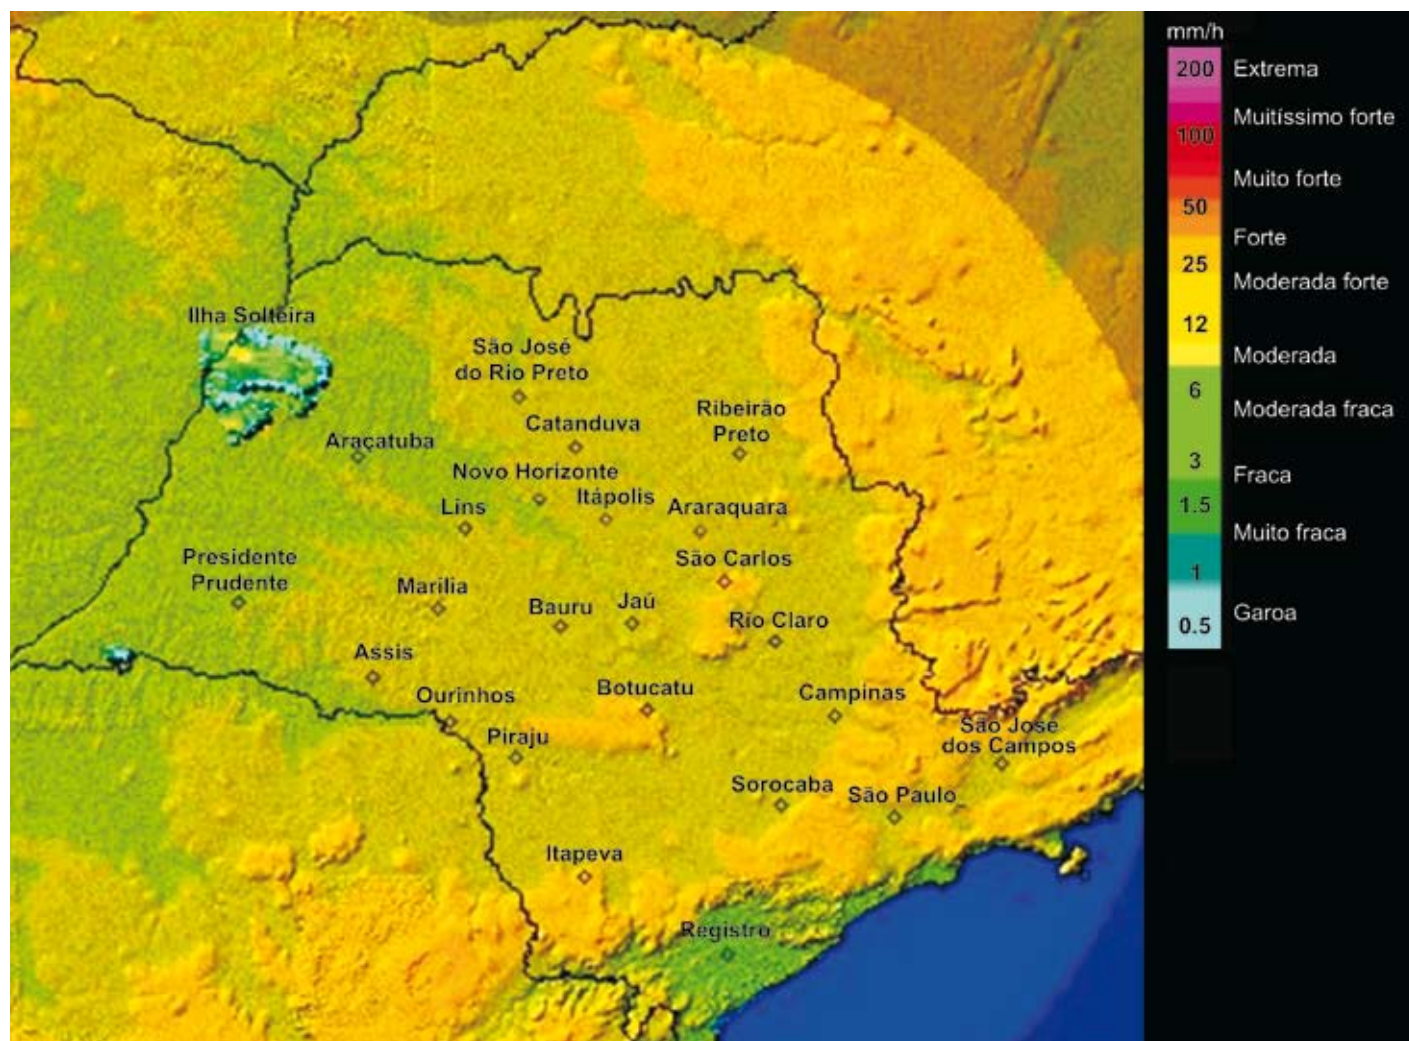 mm/h
200 Extrema
Muitíssimo forte
100
Muito forte
50
Forte
25
Moderada forte
12
Moderada
6
Moderada fraca
3
Fraca
1.5
Muito fraca
1
Garoa
0.5
Ilha Solteira
São José
do Rio Preto
Catanduva
Ribeirão
Preto
Araçatuba
Novo Horizonte
Itápolis
Lins
Araraquara
Presidente
Prudente
São Carlos
Marília
Bauru
Jaú
Rio Claro
Assis
Ourinhos
Botucatu
Campinas
Piraju
São José
dos Campos
Sorocaba
São Paulo
Itapeva
Registro